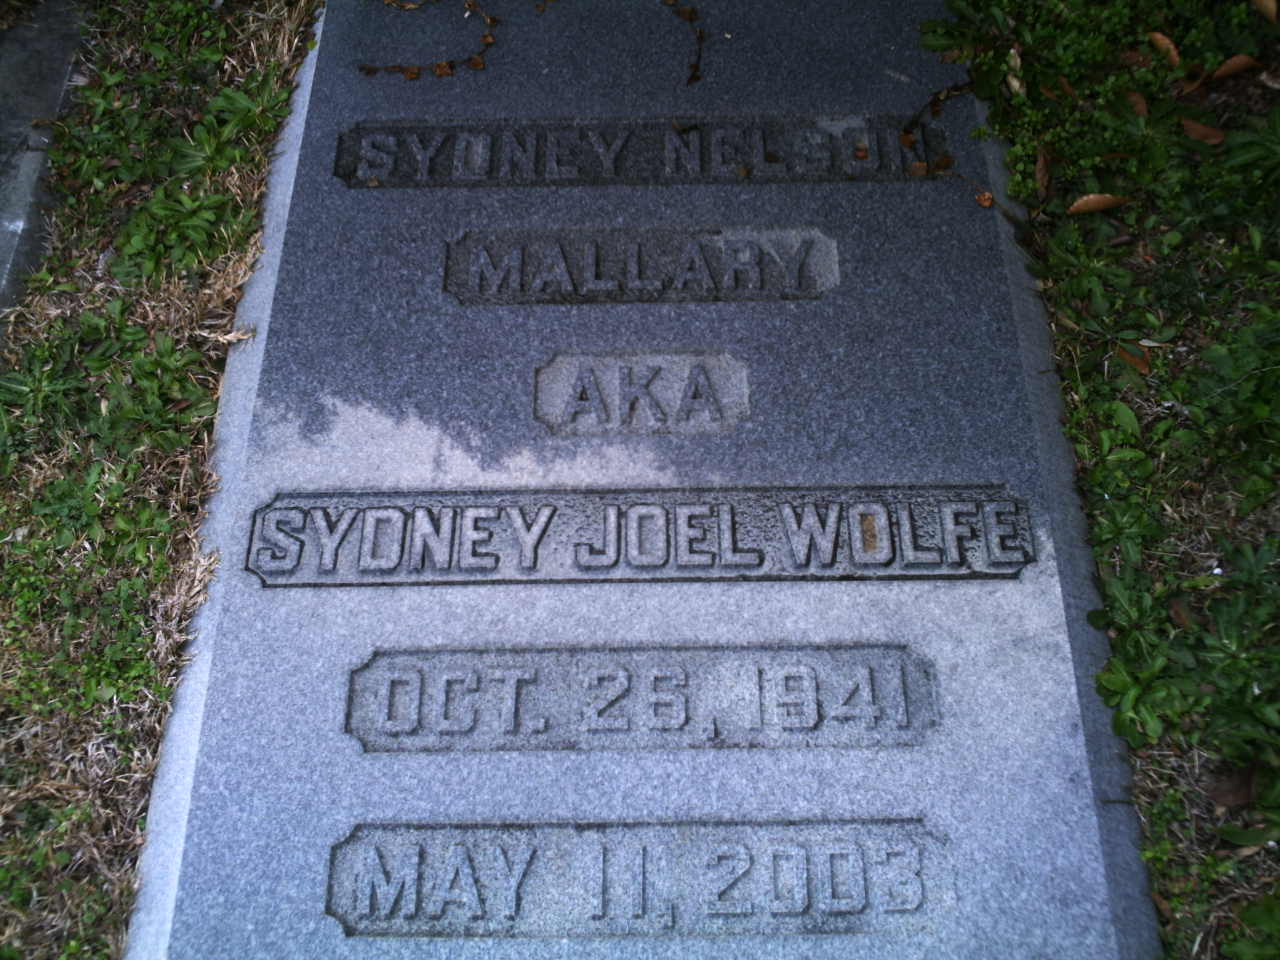 SYDNEY NELSON
MALLARY
AKA
SYDNEY JOEL WOLFE
OCT. 26, 1941
MAY 11, 2003